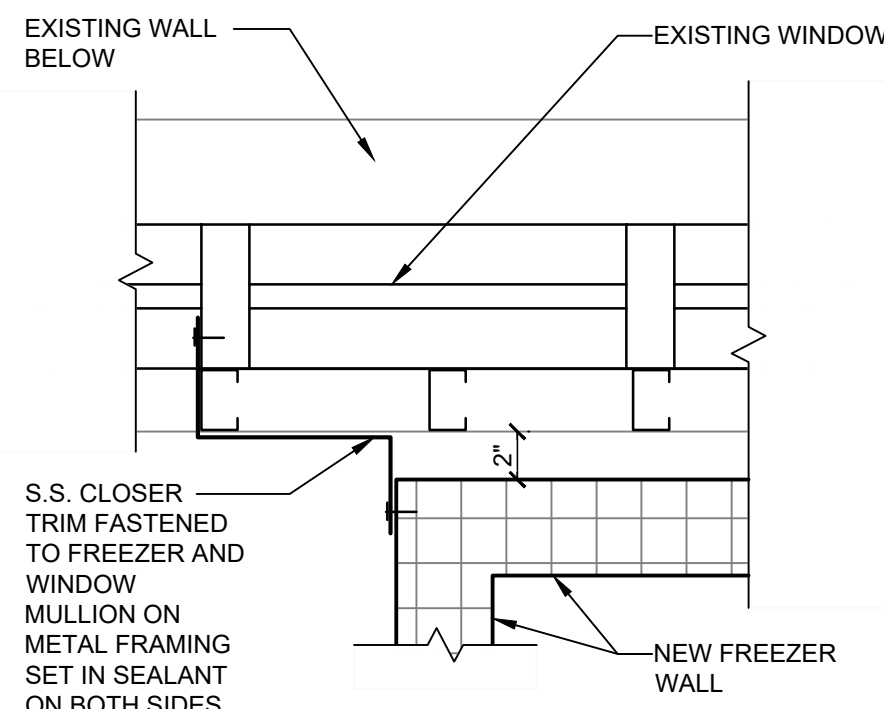 EXISTING WALL
BELOW
EXISTING WINDOW
2"
S.S. CLOSER
TRIM FASTENED
TO FREEZER AND
WINDOW
MULLION ON
METAL FRAMING
SET IN SEALANT
ON BOTH SIDES
NEW FREEZER
WALL